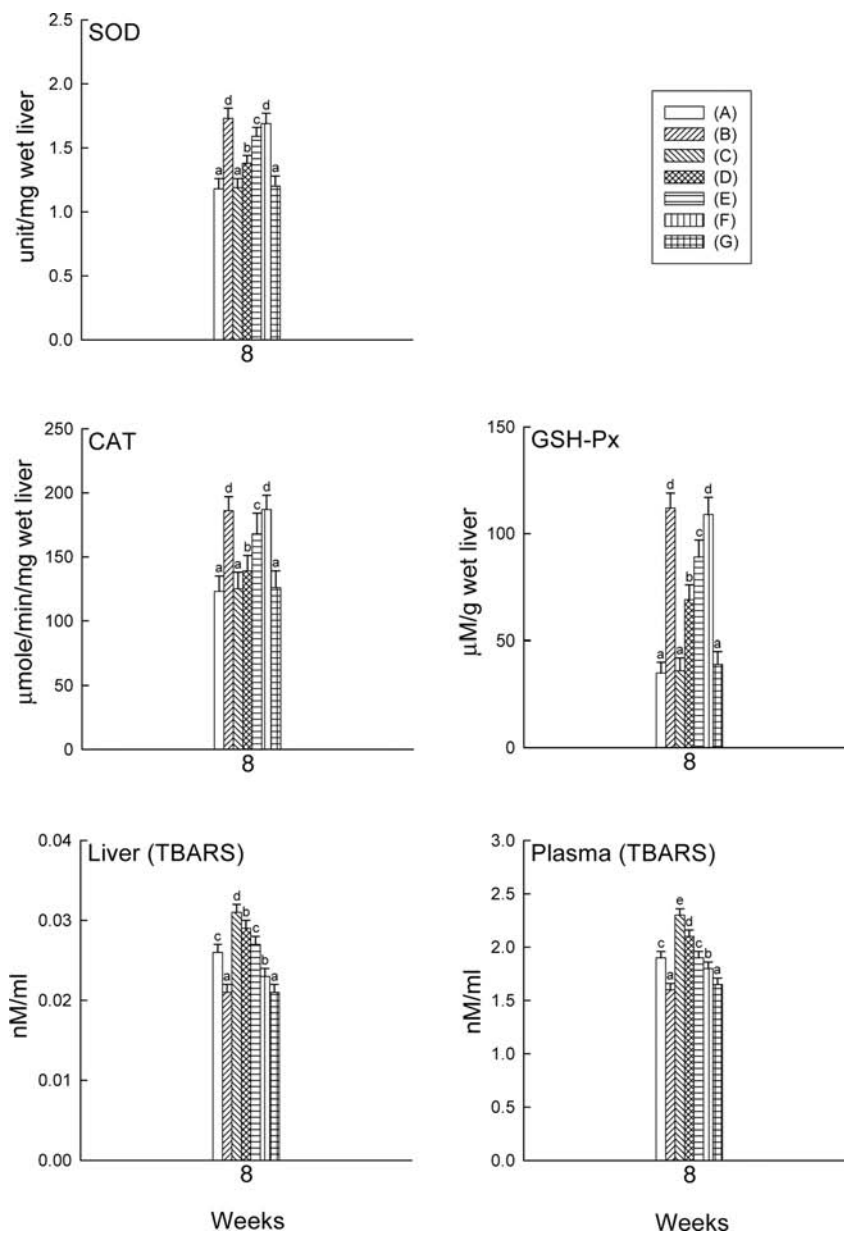 SOD
unit/mg wet liver
2.5
2.0
1.5
1.0
0.5
0.0
a
d
a
b
c
d
a
8
(A)
(B)
(C)
(D)
(E)
(F)
(G)
CAT
μmole/min/mg wet liver
250
200
150
100
50
0
a
d
a
b
c
d
a
8
GSH-Px
μM/g wet liver
150
100
50
0
a
d
a
b
c
d
a
8
Liver (TBARS)
nM/ml
0.04
0.03
0.02
0.01
0.00
c
a
d
b
c
b
a
8
Weeks
Plasma (TBARS)
nM/ml
3.0
2.5
2.0
1.5
1.0
0.5
0.0
c
a
e
d
c
b
a
8
Weeks